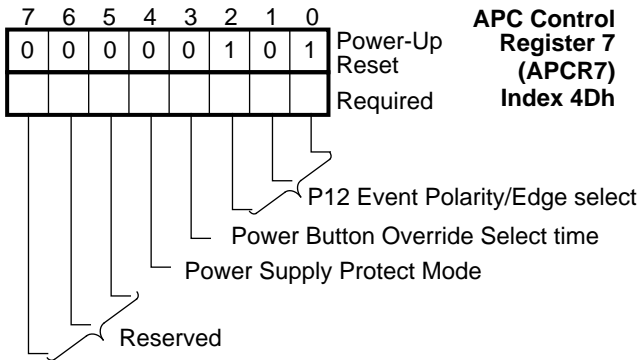 7 6 5 4 3 2 1 0
APC Control
Register 7
(APCR7)
Index 4Dh
0 0 0 0 0 1 0 1
Power-Up
Reset
Required
P12 Event Polarity/Edge select
Power Button Override Select time
Power Supply Protect Mode
Reserved